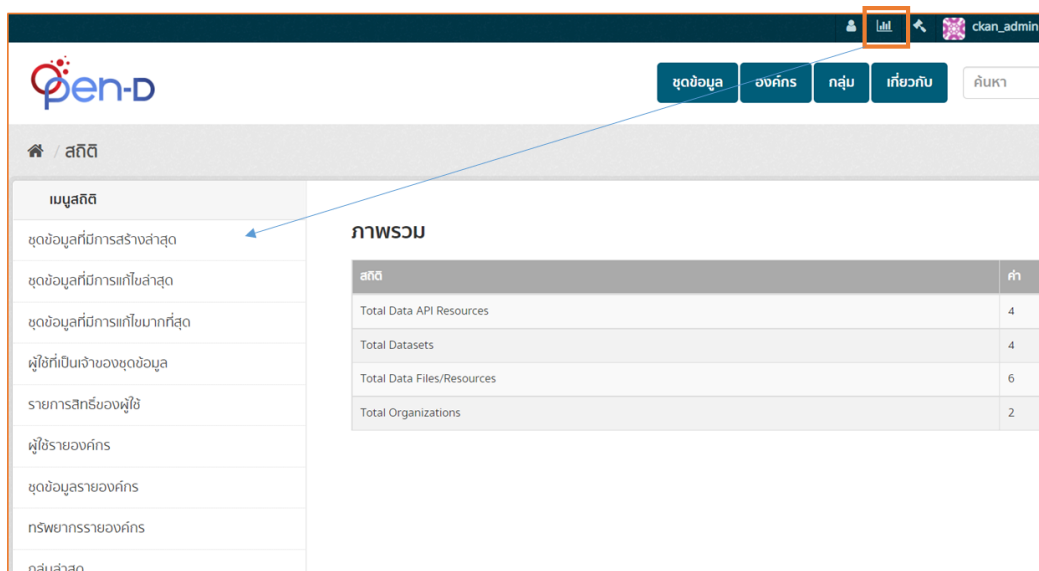 ckan_admin
Open-D
ชุดข้อมูล องค์กร กลุ่ม เกี่ยวกับ ค้นหา
/ สถิติ
เมนูสถิติ
ชุดข้อมูลที่มีการสร้างล่าสุด
ชุดข้อมูลที่มีการแก้ไขล่าสุด
ชุดข้อมูลที่มีการแก้ไขมากที่สุด
ผู้ใช้ที่เป็นเจ้าของชุดข้อมูล
รายการสิทธิ์ของผู้ใช้
ผู้ใช้รายองค์กร
ชุดข้อมูลรายองค์กร
ทรัพยากรรายองค์กร
กลุ่มล่าสุด
ภาพรวม
สถิติ ค่า
Total Data API Resources 4
Total Datasets 4
Total Data Files/Resources 6
Total Organizations 2